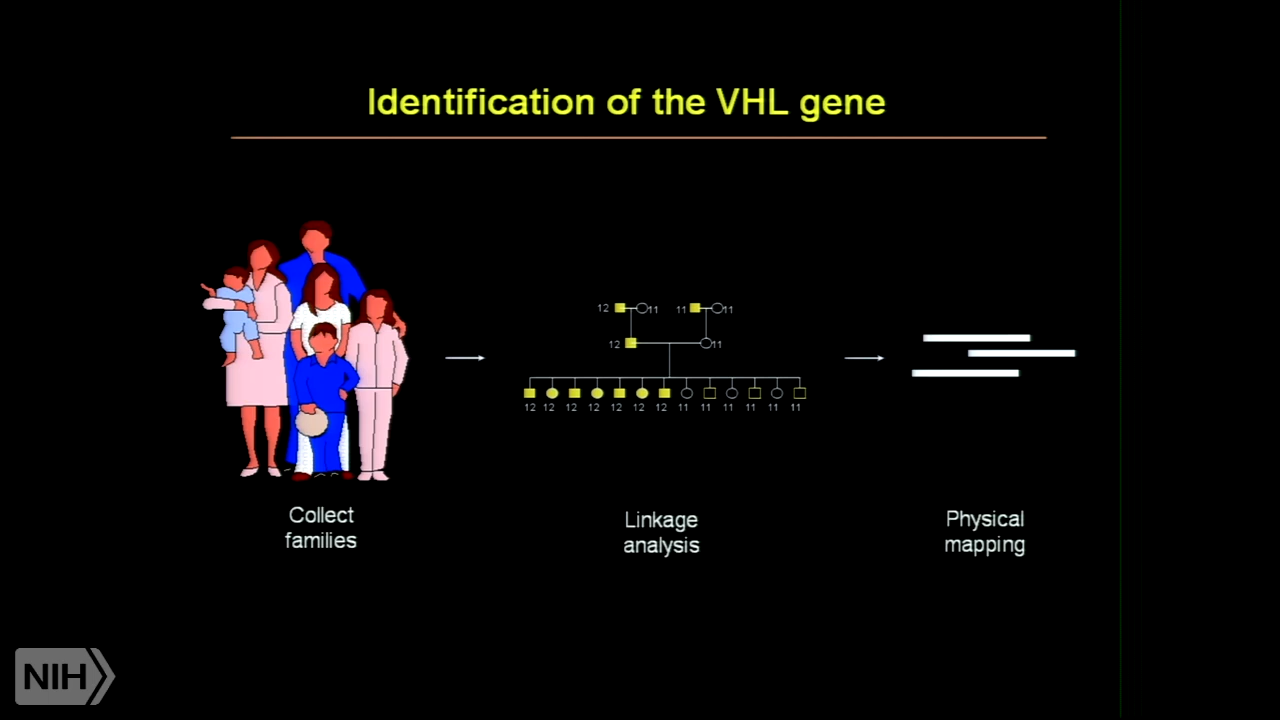 Identification of the VHL gene
12 11 11 11
12 11
12 12 12 12 12 12 12 11 11 11 11 11 11
Collect
families
Linkage
analysis
Physical
mapping
NIH